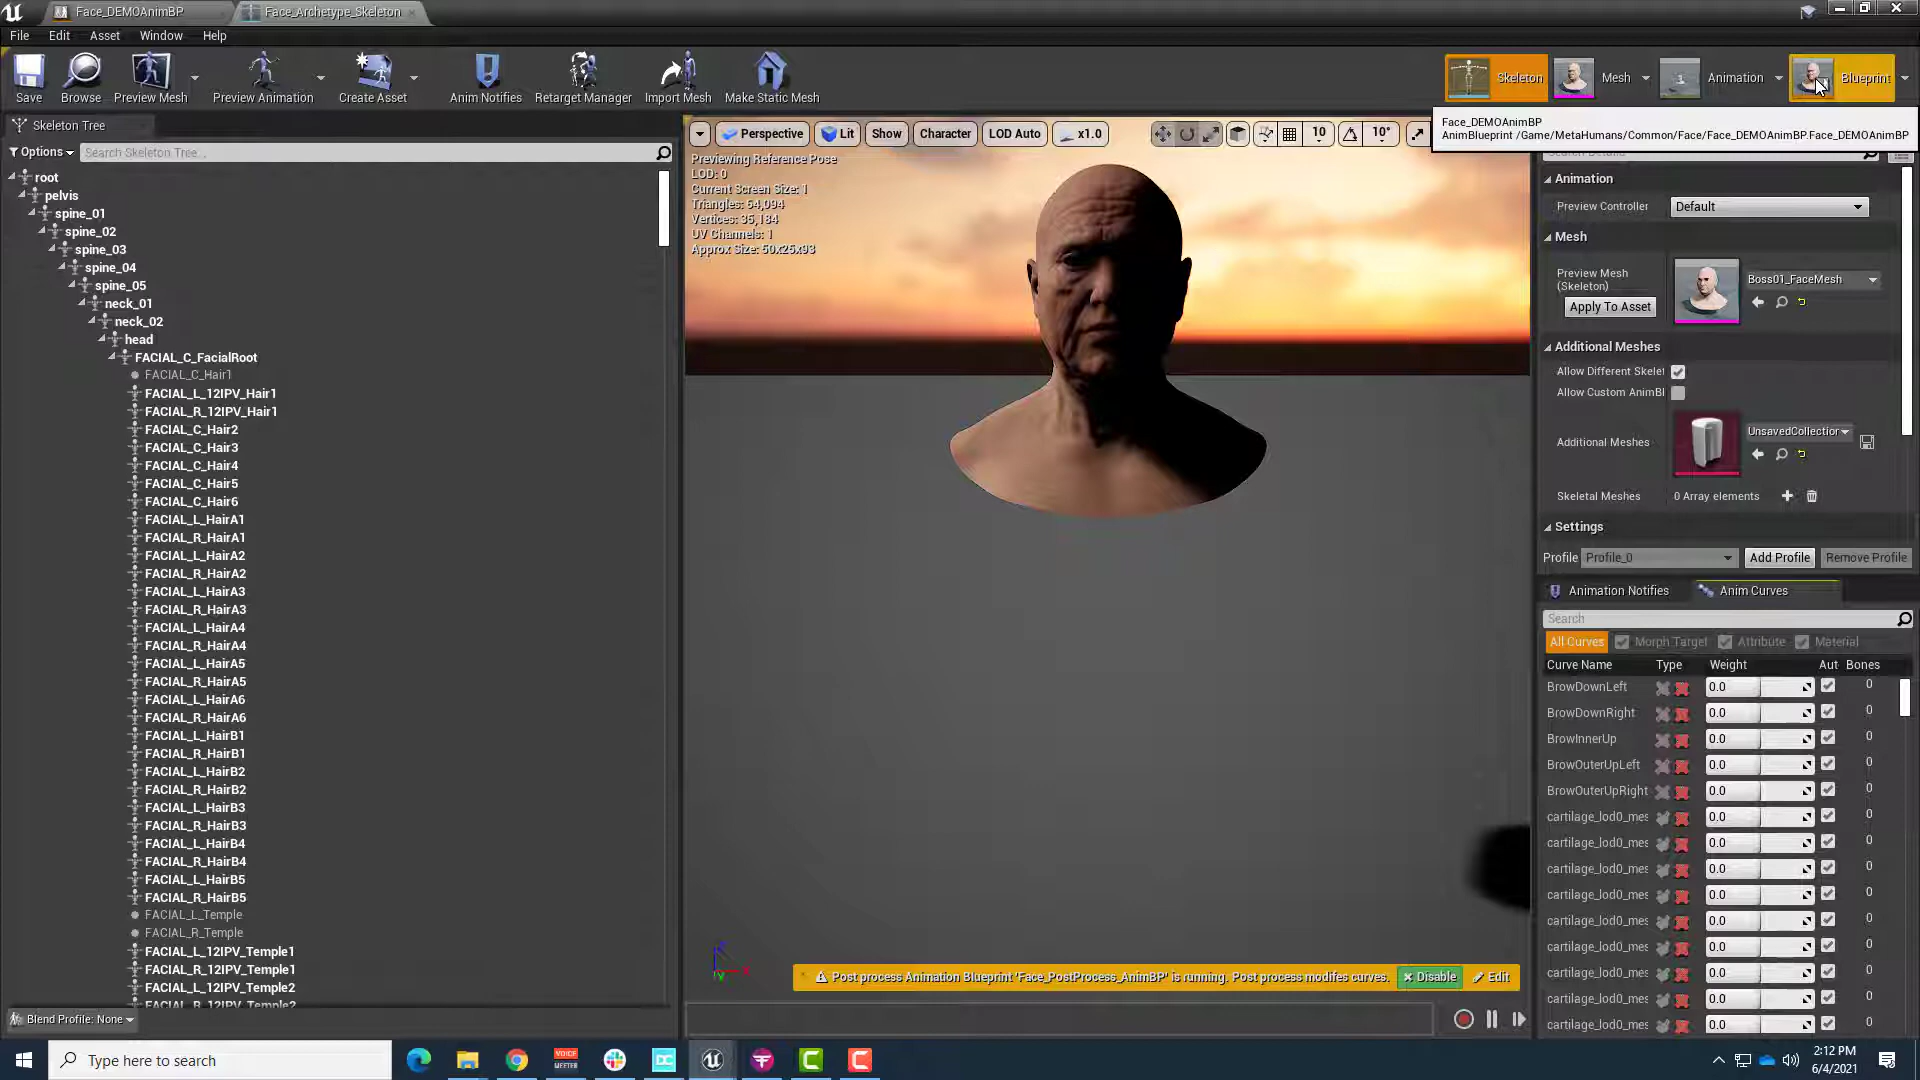 Face_DEMOAnimBP
Face_Archetype_Skeleton
File Edit Asset Window Help
Save Browse Preview Mesh Preview Animation Create Asset Anim Notifies Retarget Manager Import Mesh Make Static Mesh
Skeleton Mesh Animation Blueprint
Face_DEMOAnimBP
AnimBlueprint /Game/MetaHumans/Common/Face/Face_DEMOAnimBP.Face_DEMOAnimBP
Skeleton Tree
Options Search Skeleton Tree...
root
pelvis
spine_01
spine_02
spine_03
spine_04
spine_05
neck_01
neck_02
head
FACIAL_C_FacialRoot
FACIAL_C_Hair1
FACIAL_L_12IPV_Hair1
FACIAL_R_12IPV_Hair1
FACIAL_C_Hair2
FACIAL_C_Hair3
FACIAL_C_Hair4
FACIAL_C_Hair5
FACIAL_C_Hair6
FACIAL_L_HairA1
FACIAL_R_HairA1
FACIAL_L_HairA2
FACIAL_R_HairA2
FACIAL_L_HairA3
FACIAL_R_HairA3
FACIAL_L_HairA4
FACIAL_R_HairA4
FACIAL_L_HairA5
FACIAL_R_HairA5
FACIAL_L_HairA6
FACIAL_R_HairA6
FACIAL_L_HairB1
FACIAL_R_HairB1
FACIAL_L_HairB2
FACIAL_R_HairB2
FACIAL_L_HairB3
FACIAL_R_HairB3
FACIAL_L_HairB4
FACIAL_R_HairB4
FACIAL_L_HairB5
FACIAL_R_HairB5
FACIAL_L_Temple
FACIAL_R_Temple
FACIAL_L_12IPV_Temple1
FACIAL_R_12IPV_Temple1
FACIAL_L_12IPV_Temple2
FACIAL_R_12IPV_Temple2
Blend Profile: None
Perspective Lit Show Character LOD Auto x1.0 10 10°
Previewing Reference Pose
LOD: 0
Current Screen Size: 1
Triangles: 64,094
Vertices: 35,184
UV Channels: 1
Approx Size: 50x25x93
Post process Animation Blueprint 'Face_PostProcess_AnimBP' is running. Post process modifes curves. Disable Edit
Animation
Preview Controller Default
Mesh
Preview Mesh
(Skeleton)
Apply To Asset
Boss01_FaceMesh
Additional Meshes
Allow Different Skelet
Allow Custom AnimBl
Additional Meshes UnsavedCollection
Skeletal Meshes 0 Array elements
Settings
Profile Profile_0 Add Profile Remove Profile
Animation Notifies Anim Curves
Search
All Curves Morph Target Attribute Material
Curve Name Type Weight Aut Bones
BrowDownLeft 0.0 0
BrowDownRight 0.0 0
BrowInnerUp 0.0 0
BrowOuterUpLeft 0.0 0
BrowOuterUpRight 0.0 0
cartilage_lod0_mes 0.0 0
cartilage_lod0_mes 0.0 0
cartilage_lod0_mes 0.0 0
cartilage_lod0_mes 0.0 0
cartilage_lod0_mes 0.0 0
cartilage_lod0_mes 0.0 0
cartilage_lod0_mes 0.0 0
cartilage_lod0_mes 0.0 0
cartilage_lod0_mes 0.0 0
Type here to search
VOICE
MEETER
DC
2:12 PM
6/4/2021